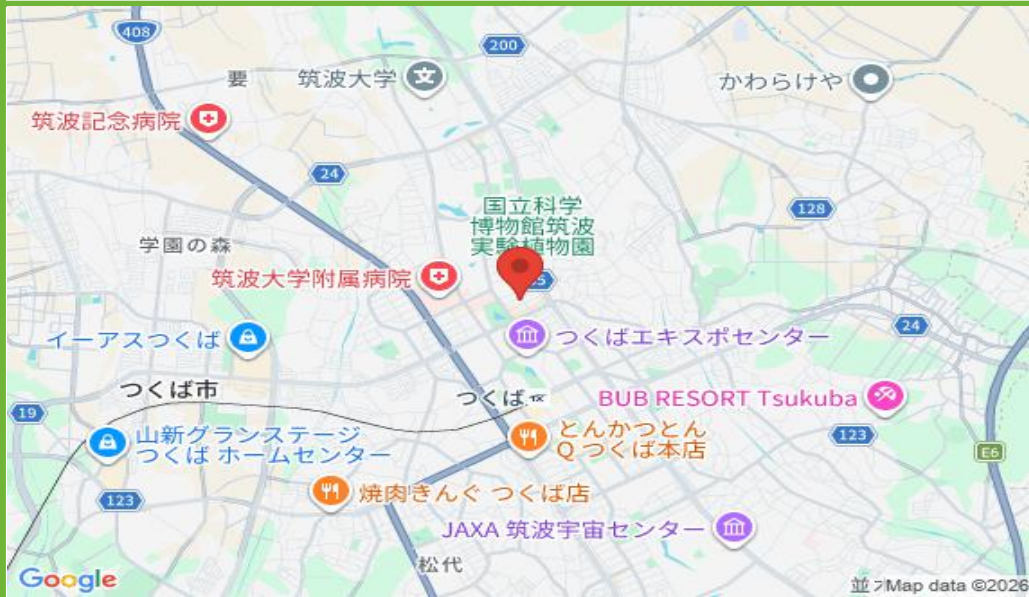 408
200
要
筑波大学
かわらけや
筑波記念病院
24
128
国立科学
博物館筑波
実験植物園
学園の森
筑波大学附属病院
イーアスつくば
つくばエキスポセンター
24
つくば市
つくば
BUB RESORT Tsukuba
19
山新グランステージ
つくば ホームセンター
とんかつとん
Q つくば本店
123
E6
123
焼肉きんぐ つくば店
JAXA 筑波宇宙センター
松代
Google
Map data ©2026